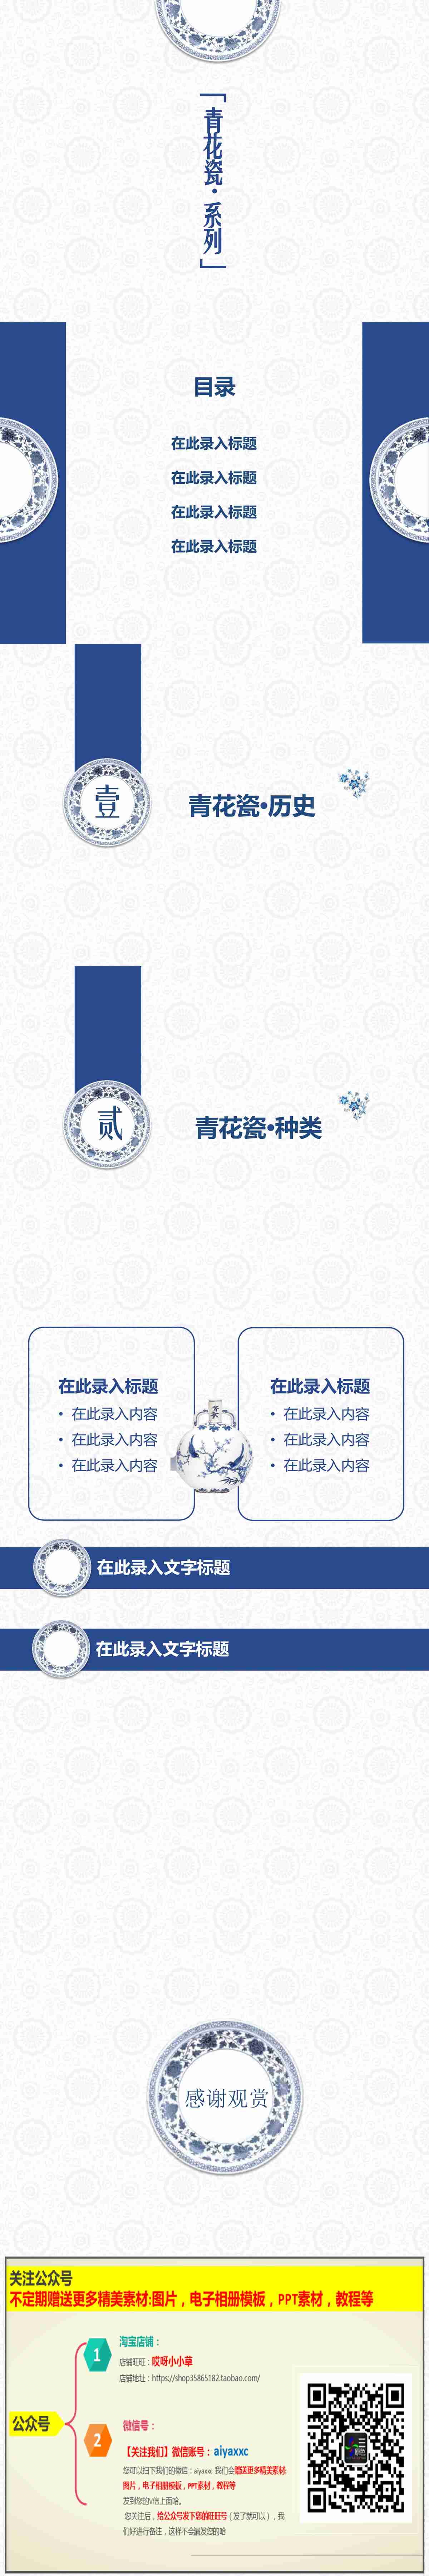 「青花瓷·系列」
目录
在此录入标题
在此录入标题
在此录入标题
在此录入标题
壹
青花瓷•历史
贰
青花瓷•种类
在此录入标题
• 在此录入内容
• 在此录入内容
• 在此录入内容
在此录入标题
• 在此录入内容
• 在此录入内容
• 在此录入内容
在此录入文字标题
在此录入文字标题
感谢观赏
关注公众号
不定期赠送更多精美素材:图片，电子相册模板，PPT素材，教程等
公众号
1
淘宝店铺：
店铺旺旺：哎呀小小草
店铺地址：https://shop35865182.taobao.com/
2
微信号：
【关注我们】微信账号：aiyaxxc
您可以扫下我们的微信：aiyaxxc 我们会赠送更多精美素材:
图片，电子相册模板，PPT素材，教程等
发到您的V信上面哈。
您关注后，给公众号发下您的旺旺号（发了就可以），我
们好进行备注，这样不会漏发您的哈